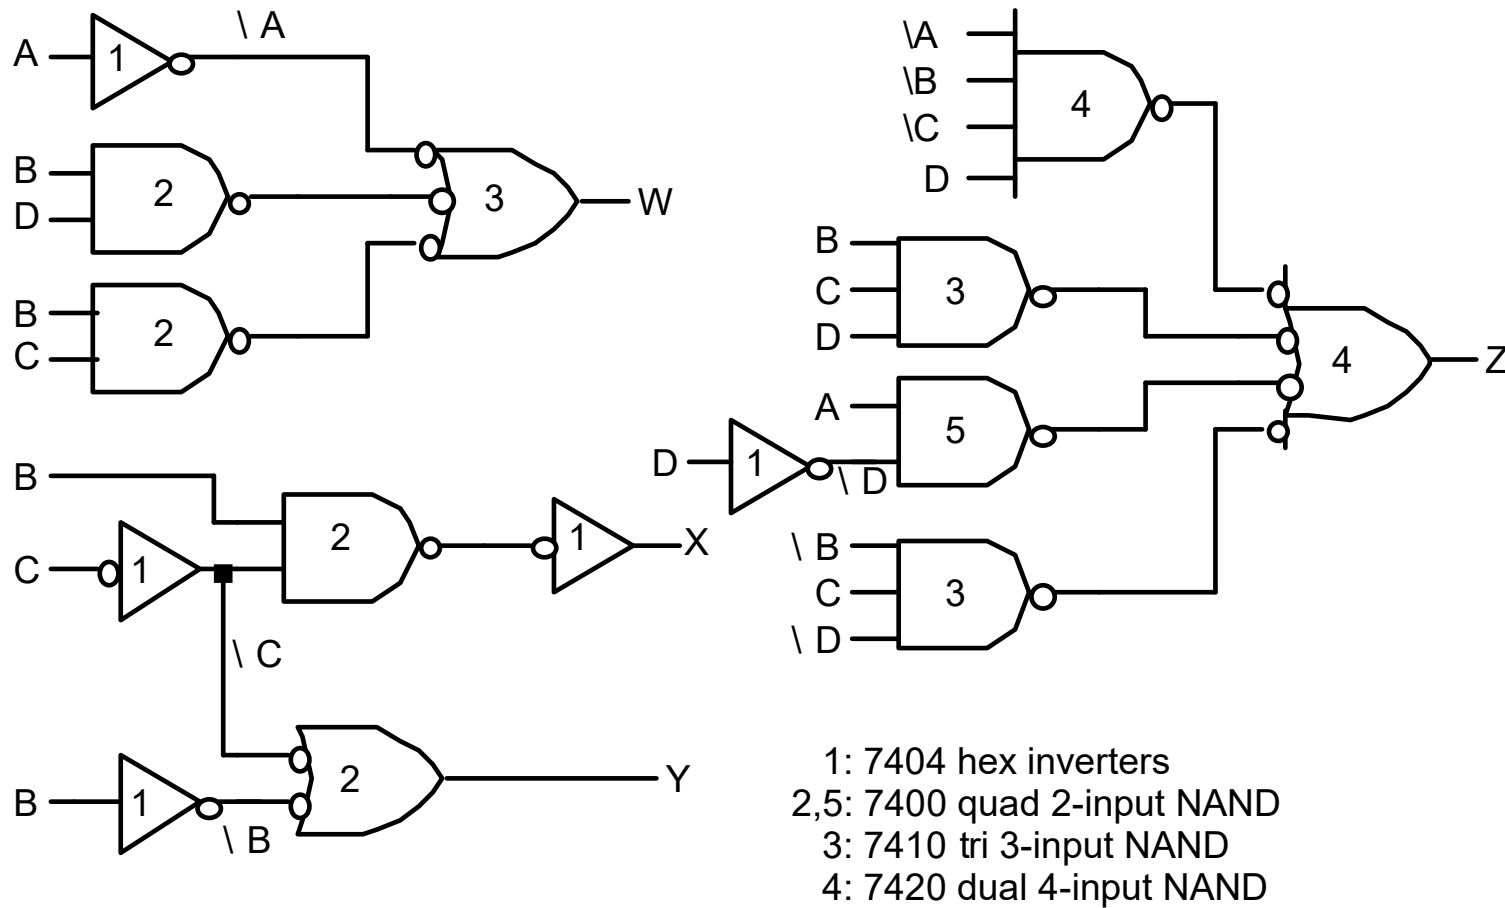 \ A
A
1
B
D
2
B
C
2
3
W
B
C
1
2
1
X
\ C
B
1
\ B
2
Y
\A
\B
\C
D
4
B
C
D
3
A
D
1
\ D
5
\ B
C
\ D
3
4
Z
1: 7404 hex inverters
2,5: 7400 quad 2-input NAND
3: 7410 tri 3-input NAND
4: 7420 dual 4-input NAND